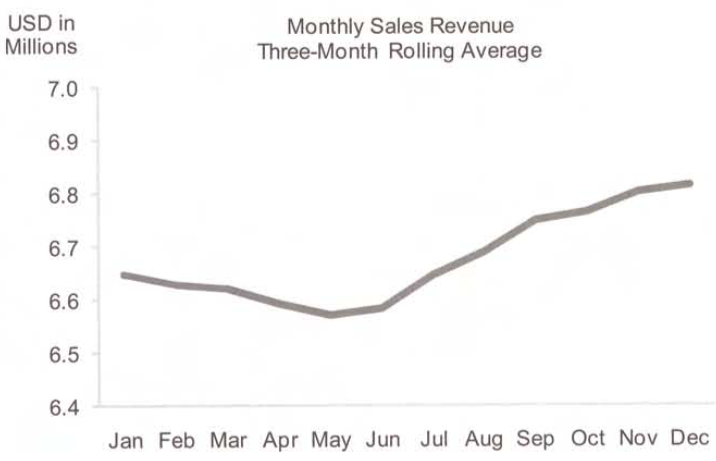 USD in
Millions
Monthly Sales Revenue
Three-Month Rolling Average
7.0
6.9
6.8
6.7
6.6
6.5
6.4
Jan Feb Mar Apr May Jun Jul Aug Sep Oct Nov Dec